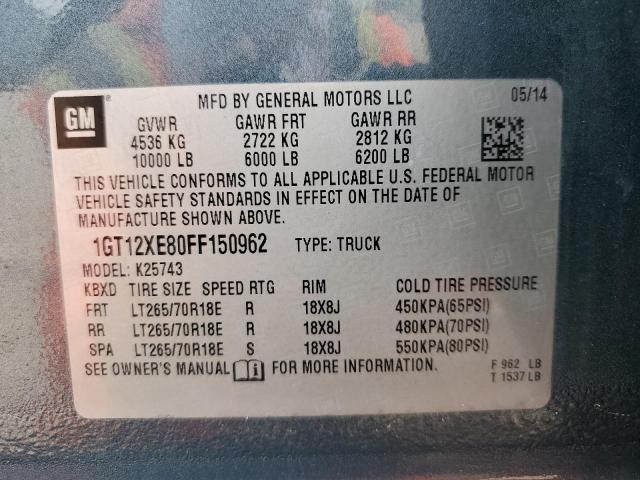 GM
MFD BY GENERAL MOTORS LLC 05/14
GVWR GAWR FRT GAWR RR
4536 KG 2722 KG 2812 KG
10000 LB 6000 LB 6200 LB
THIS VEHICLE CONFORMS TO ALL APPLICABLE U.S. FEDERAL MOTOR
VEHICLE SAFETY STANDARDS IN EFFECT ON THE DATE OF
MANUFACTURE SHOWN ABOVE.
1GT12XE80FF150962 TYPE: TRUCK
MODEL: K25743
KBXD TIRE SIZE SPEED RTG RIM COLD TIRE PRESSURE
FRT LT265/70R18E R 18X8J 450KPA(65PSI)
RR LT265/70R18E R 18X8J 480KPA(70PSI)
SPA LT265/70R18E S 18X8J 550KPA(80PSI)
SEE OWNER'S MANUAL i FOR MORE INFORMATION.
F 962 LB
T 1537 LB